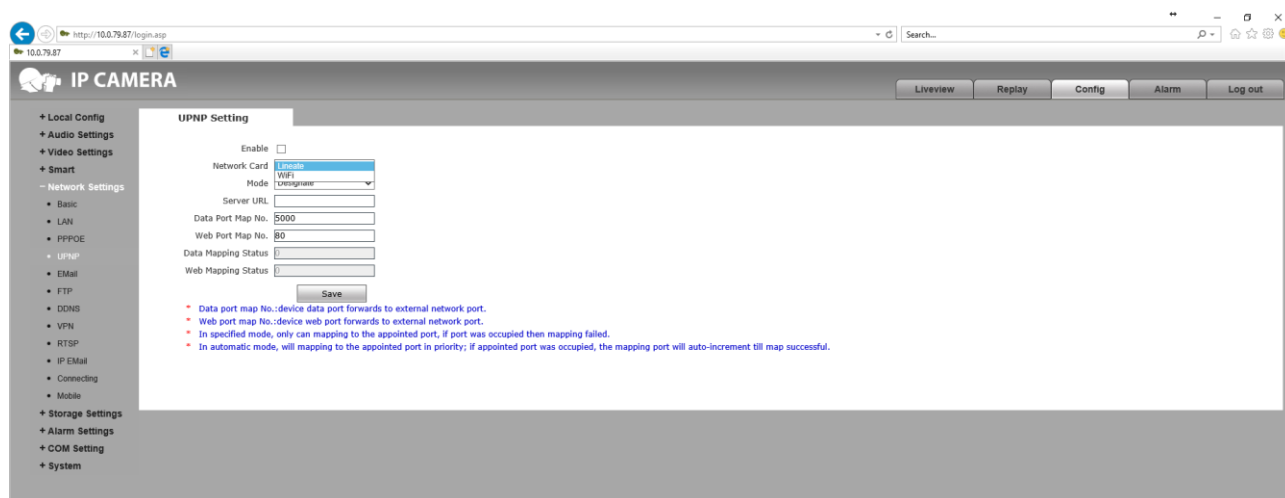 http://10.0.79.87/login.asp
Search...
10.0.79.87
IP CAMERA
Liveview
Replay
Config
Alarm
Log out
+ Local Config
+ Audio Settings
+ Video Settings
+ Smart
− Network Settings
• Basic
• LAN
• PPPOE
• UPNP
• EMail
• FTP
• DDNS
• VPN
• RTSP
• IP EMail
• Connecting
• Mobile
+ Storage Settings
+ Alarm Settings
+ COM Setting
+ System
UPNP Setting
Enable
Network Card Lineate
WiFi
Mode Designate
Server URL
Data Port Map No. 5000
Web Port Map No. 80
Data Mapping Status 0
Web Mapping Status 0
Save
* Data port map No.:device data port forwards to external network port.
* Web port map No.:device web port forwards to external network port.
* In specified mode, only can mapping to the appointed port, if port was occupied then mapping failed.
* In automatic mode, will mapping to the appointed port in priority; if appointed port was occupied, the mapping port will auto-increment till map successful.